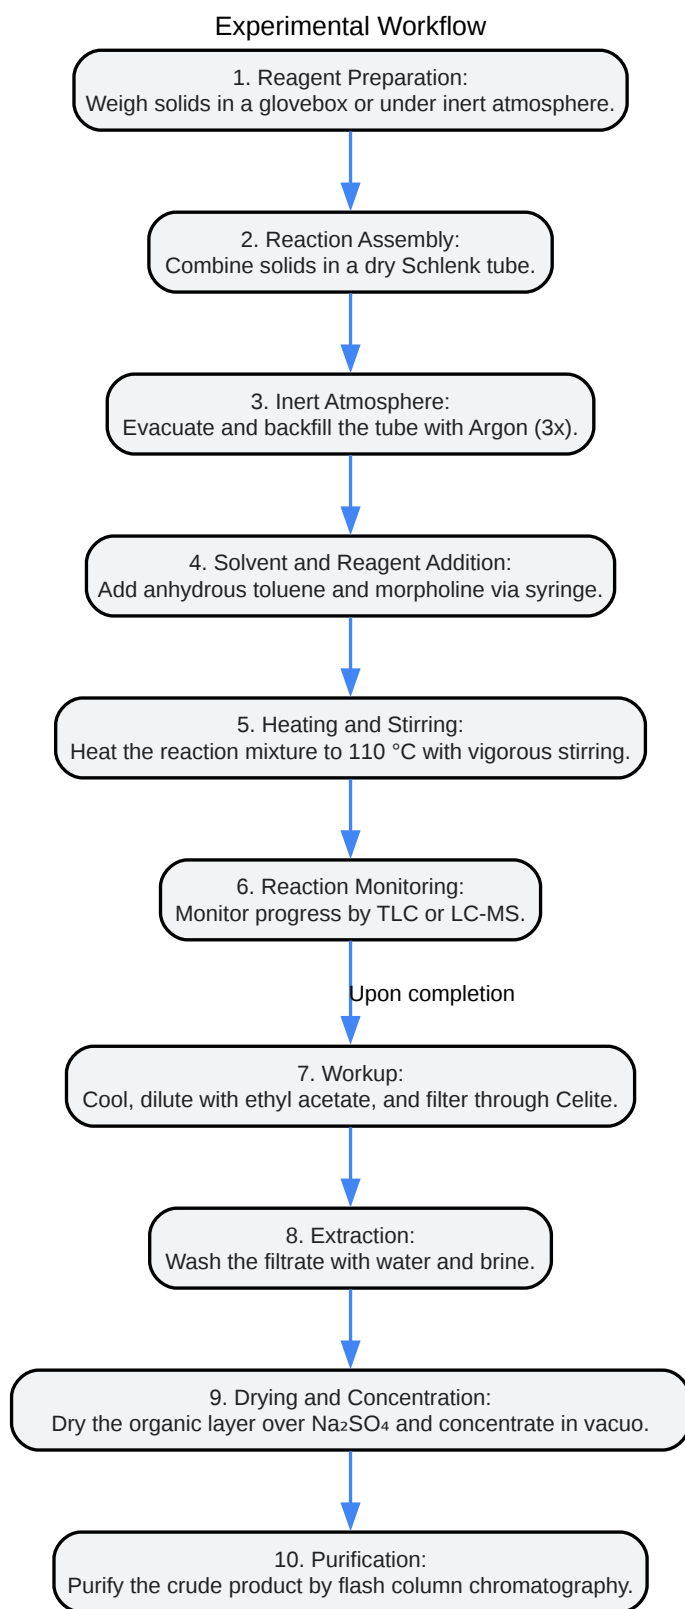 Experimental Workflow
1. Reagent Preparation:
Weigh solids in a glovebox or under inert atmosphere.
2. Reaction Assembly:
Combine solids in a dry Schlenk tube.
3. Inert Atmosphere:
Evacuate and backfill the tube with Argon (3x).
4. Solvent and Reagent Addition:
Add anhydrous toluene and morpholine via syringe.
5. Heating and Stirring:
Heat the reaction mixture to 110 °C with vigorous stirring.
6. Reaction Monitoring:
Monitor progress by TLC or LC-MS.
Upon completion
7. Workup:
Cool, dilute with ethyl acetate, and filter through Celite.
8. Extraction:
Wash the filtrate with water and brine.
9. Drying and Concentration:
Dry the organic layer over Na₂SO₄ and concentrate in vacuo.
10. Purification:
Purify the crude product by flash column chromatography.